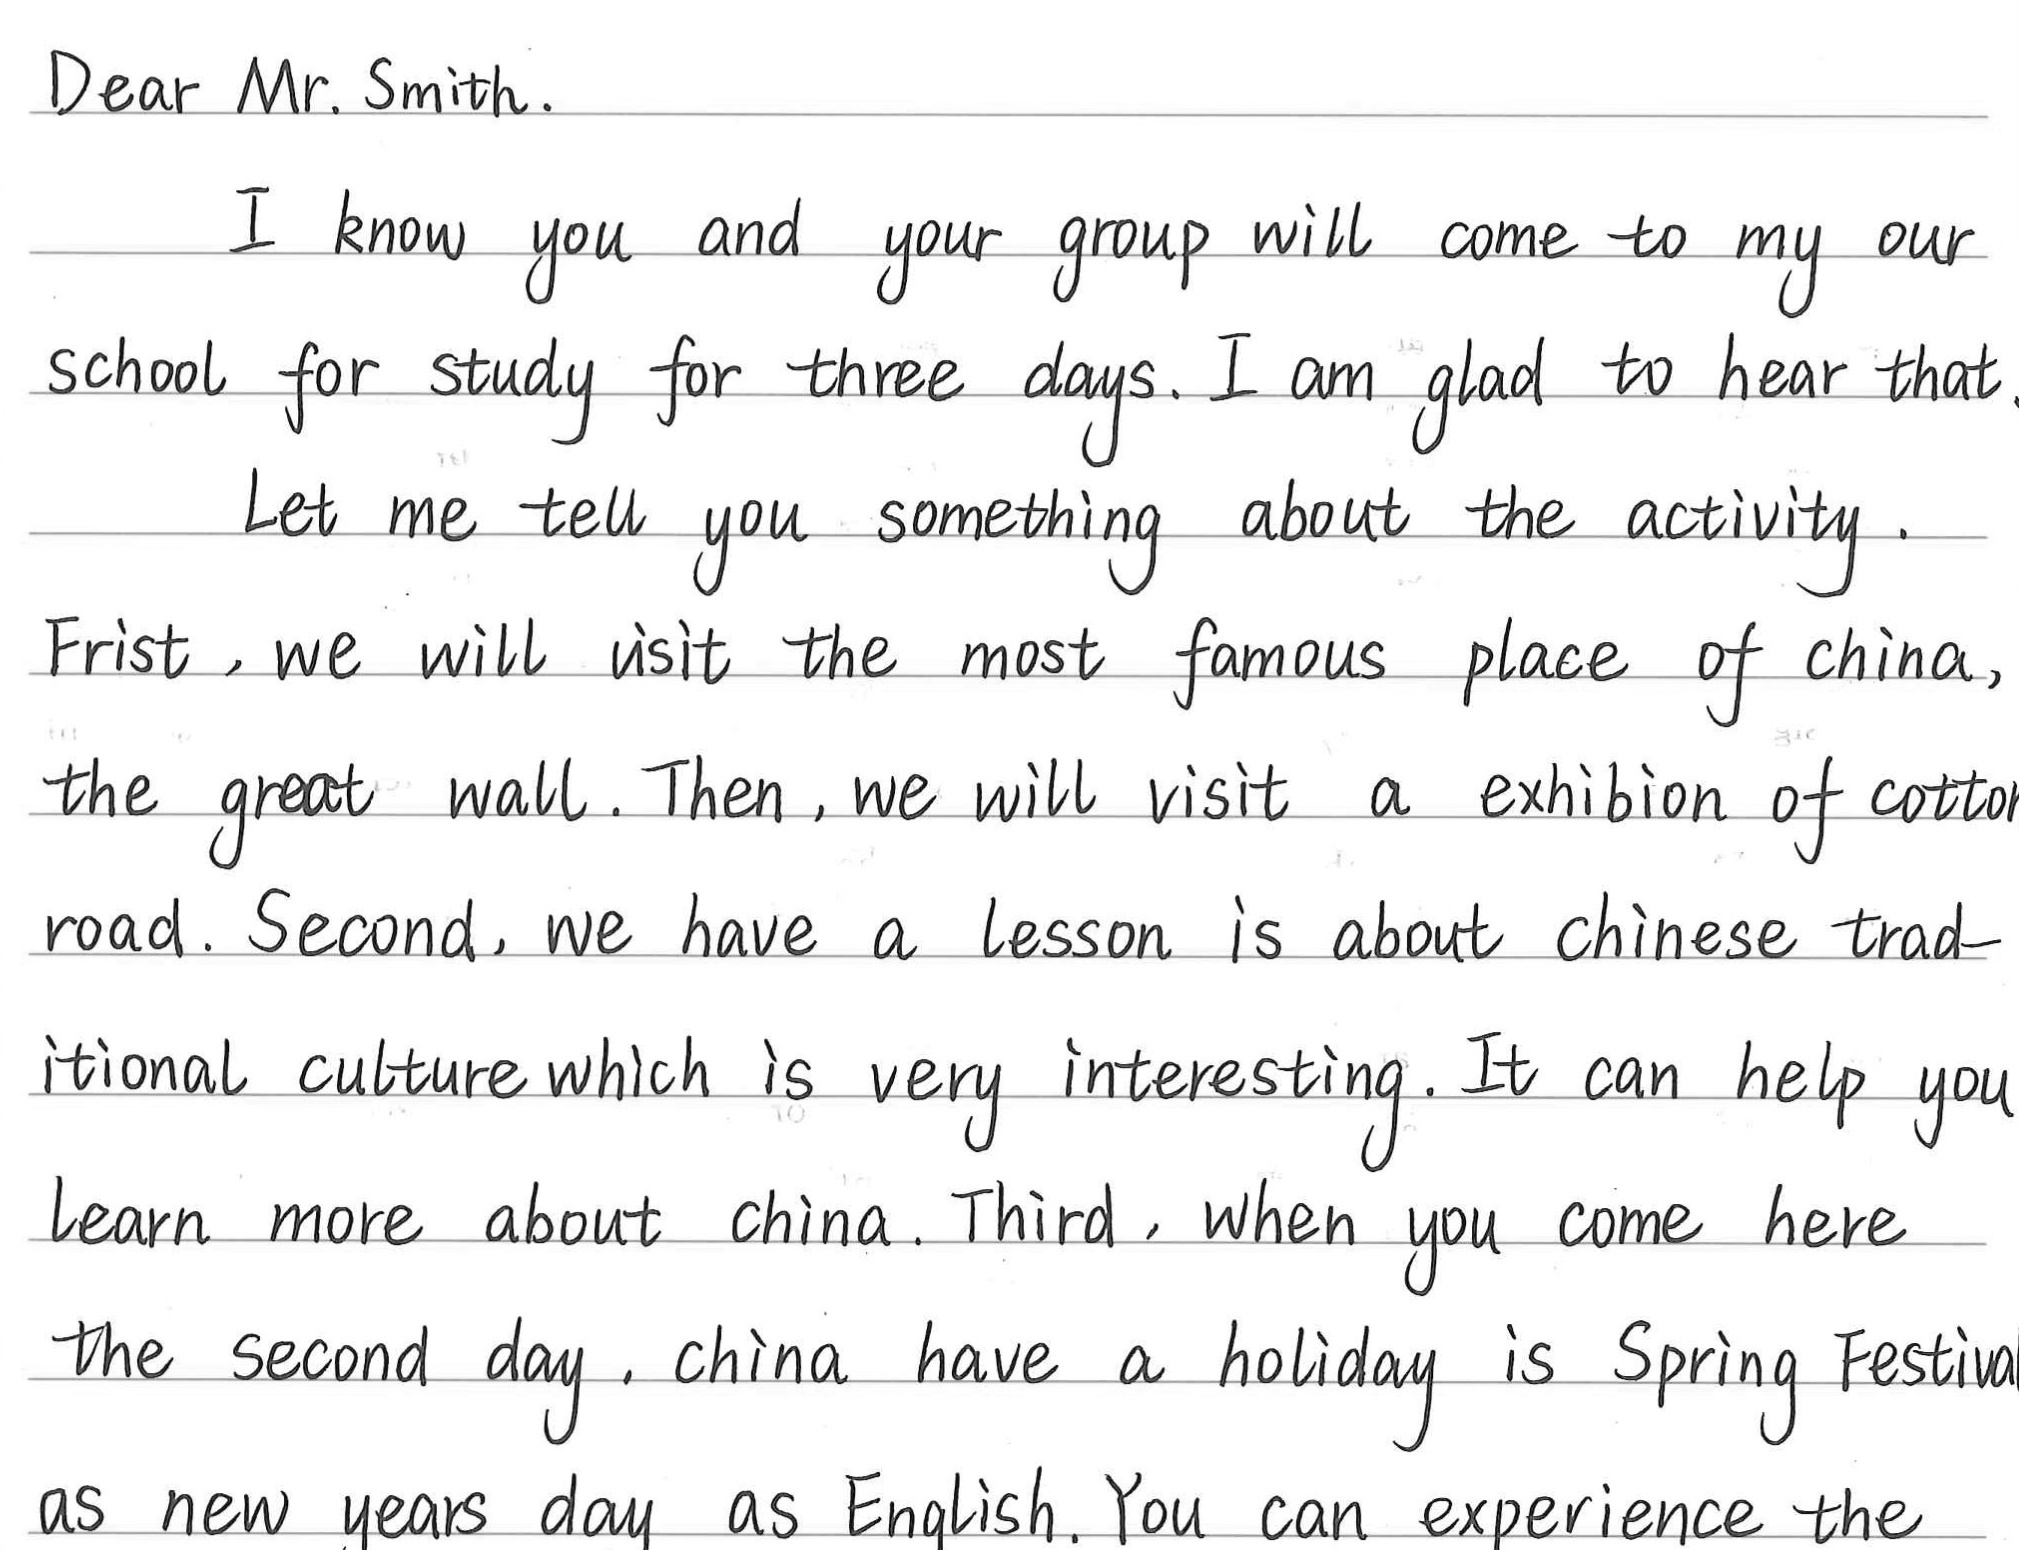 Dear Mr. Smith.
I know you and your group will come to my our
school for study for three days. I am glad to hear that.
Let me tell you something about the activity.
Frist, we will visit the most famous place of china,
the great wall. Then, we will visit a exhibion of cotton
road. Second, we have a lesson is about chinese trad-
itional culture which is very interesting. It can help you
learn more about china. Third, when you come here
the second day, china have a holiday is Spring Festival
as new years day as English. You can experience the